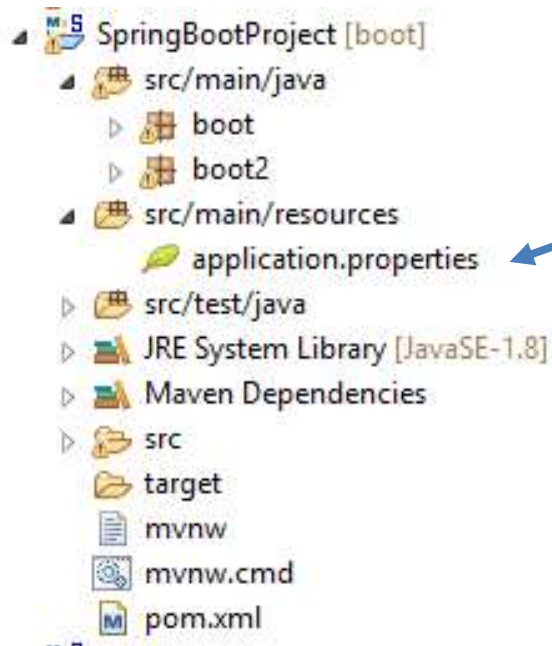 SpringBootProject [boot]
src/main/java
boot
boot2
src/main/resources
application.properties
src/test/java
JRE System Library [JavaSE-1.8]
Maven Dependencies
src
target
mvnw
mvnw.cmd
pom.xml